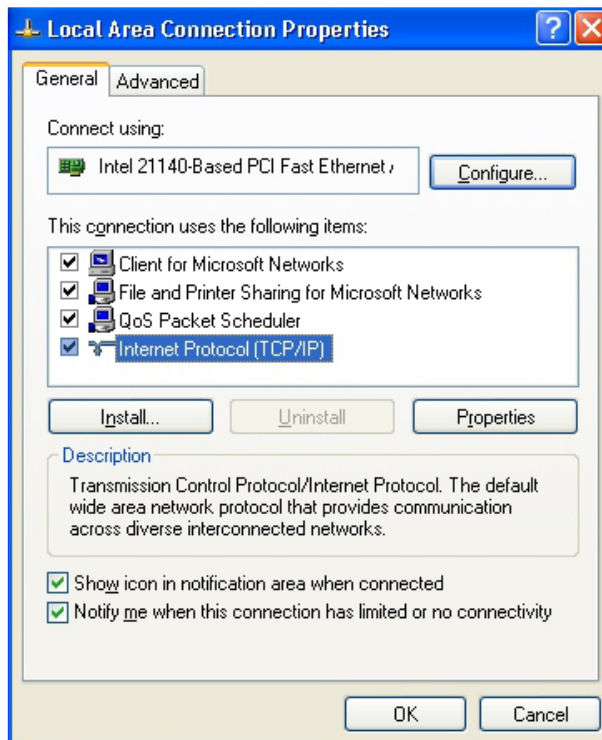 Local Area Connection Properties
General Advanced
Connect using:
Intel 21140-Based PCI Fast Ethernet
Configure...
This connection uses the following items:
Client for Microsoft Networks
File and Printer Sharing for Microsoft Networks
QoS Packet Scheduler
Internet Protocol (TCP/IP)
Install... Uninstall Properties
Description
Transmission Control Protocol/Internet Protocol. The default
wide area network protocol that provides communication
across diverse interconnected networks.
Show icon in notification area when connected
Notify me when this connection has limited or no connectivity
OK Cancel